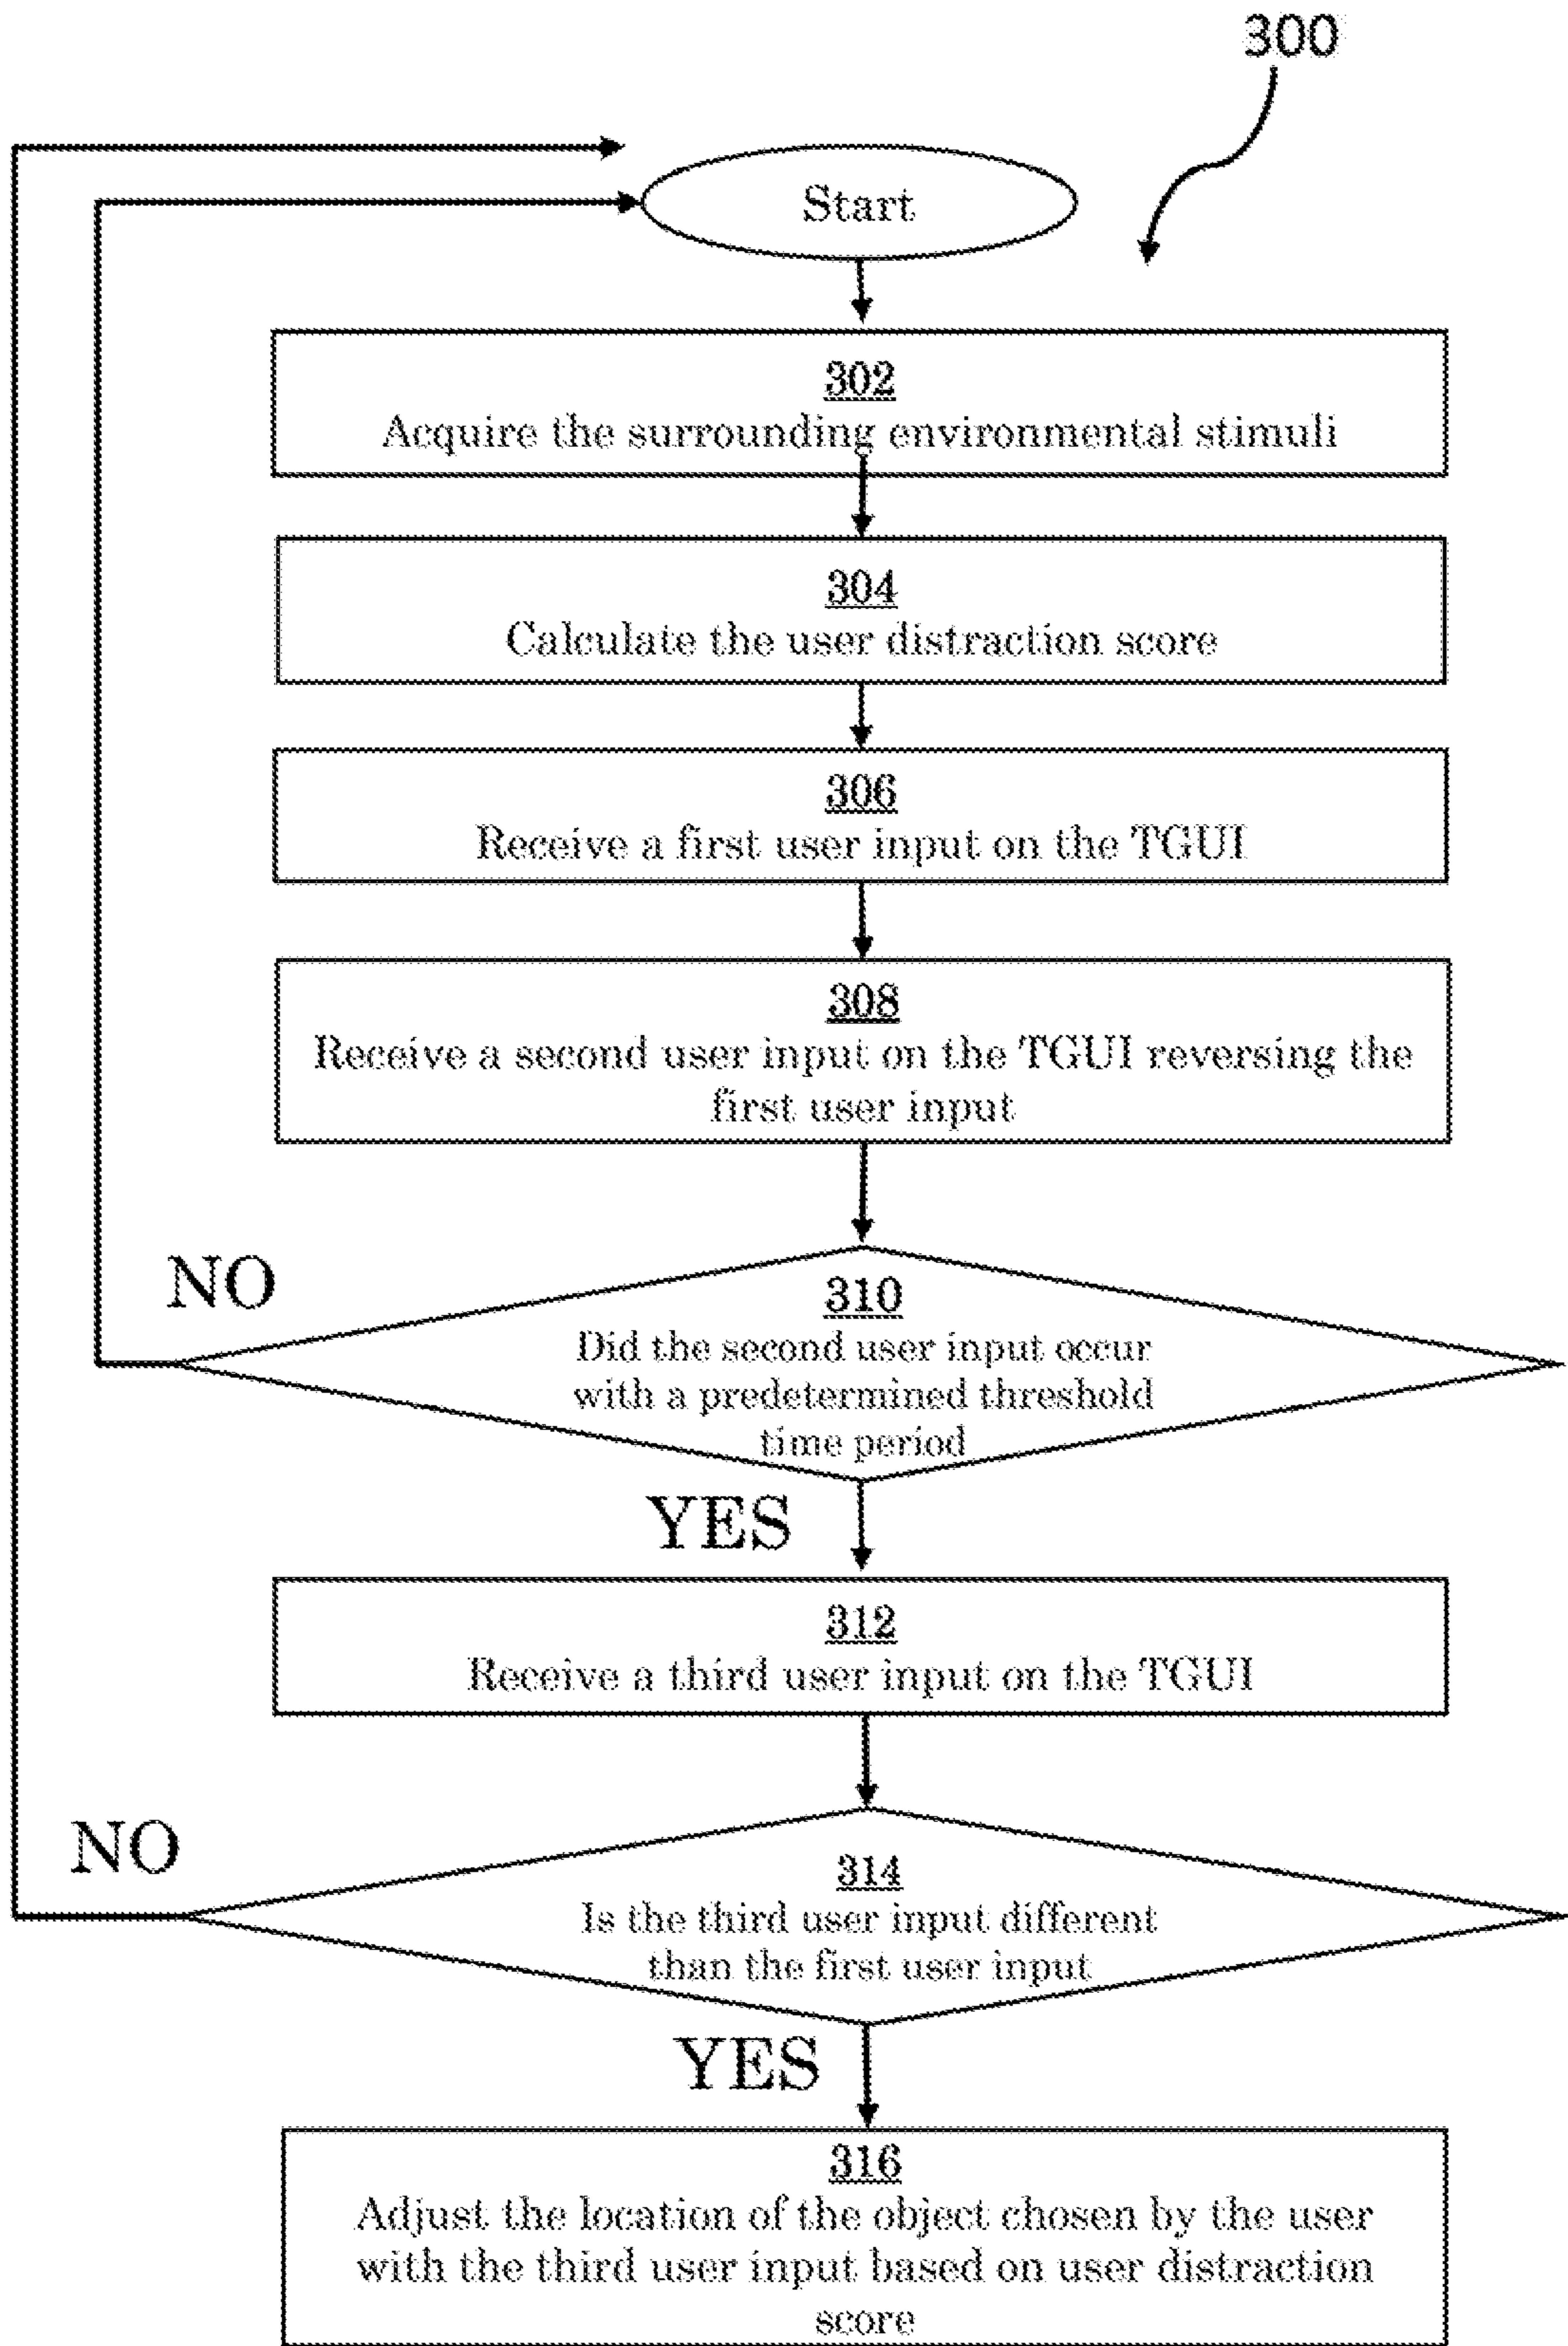 300
Start
302
Acquire the surrounding environmental stimuli
304
Calculate the user distraction score
306
Receive a first user input on the TGUI
308
Receive a second user input on the TGUI reversing the
first user input
NO
310
Did the second user input occur
with a predetermined threshold
time period
YES
312
Receive a third user input on the TGUI
NO
314
Is the third user input different
than the first user input
YES
316
Adjust the location of the object chosen by the user
with the third user input based on user distraction
score